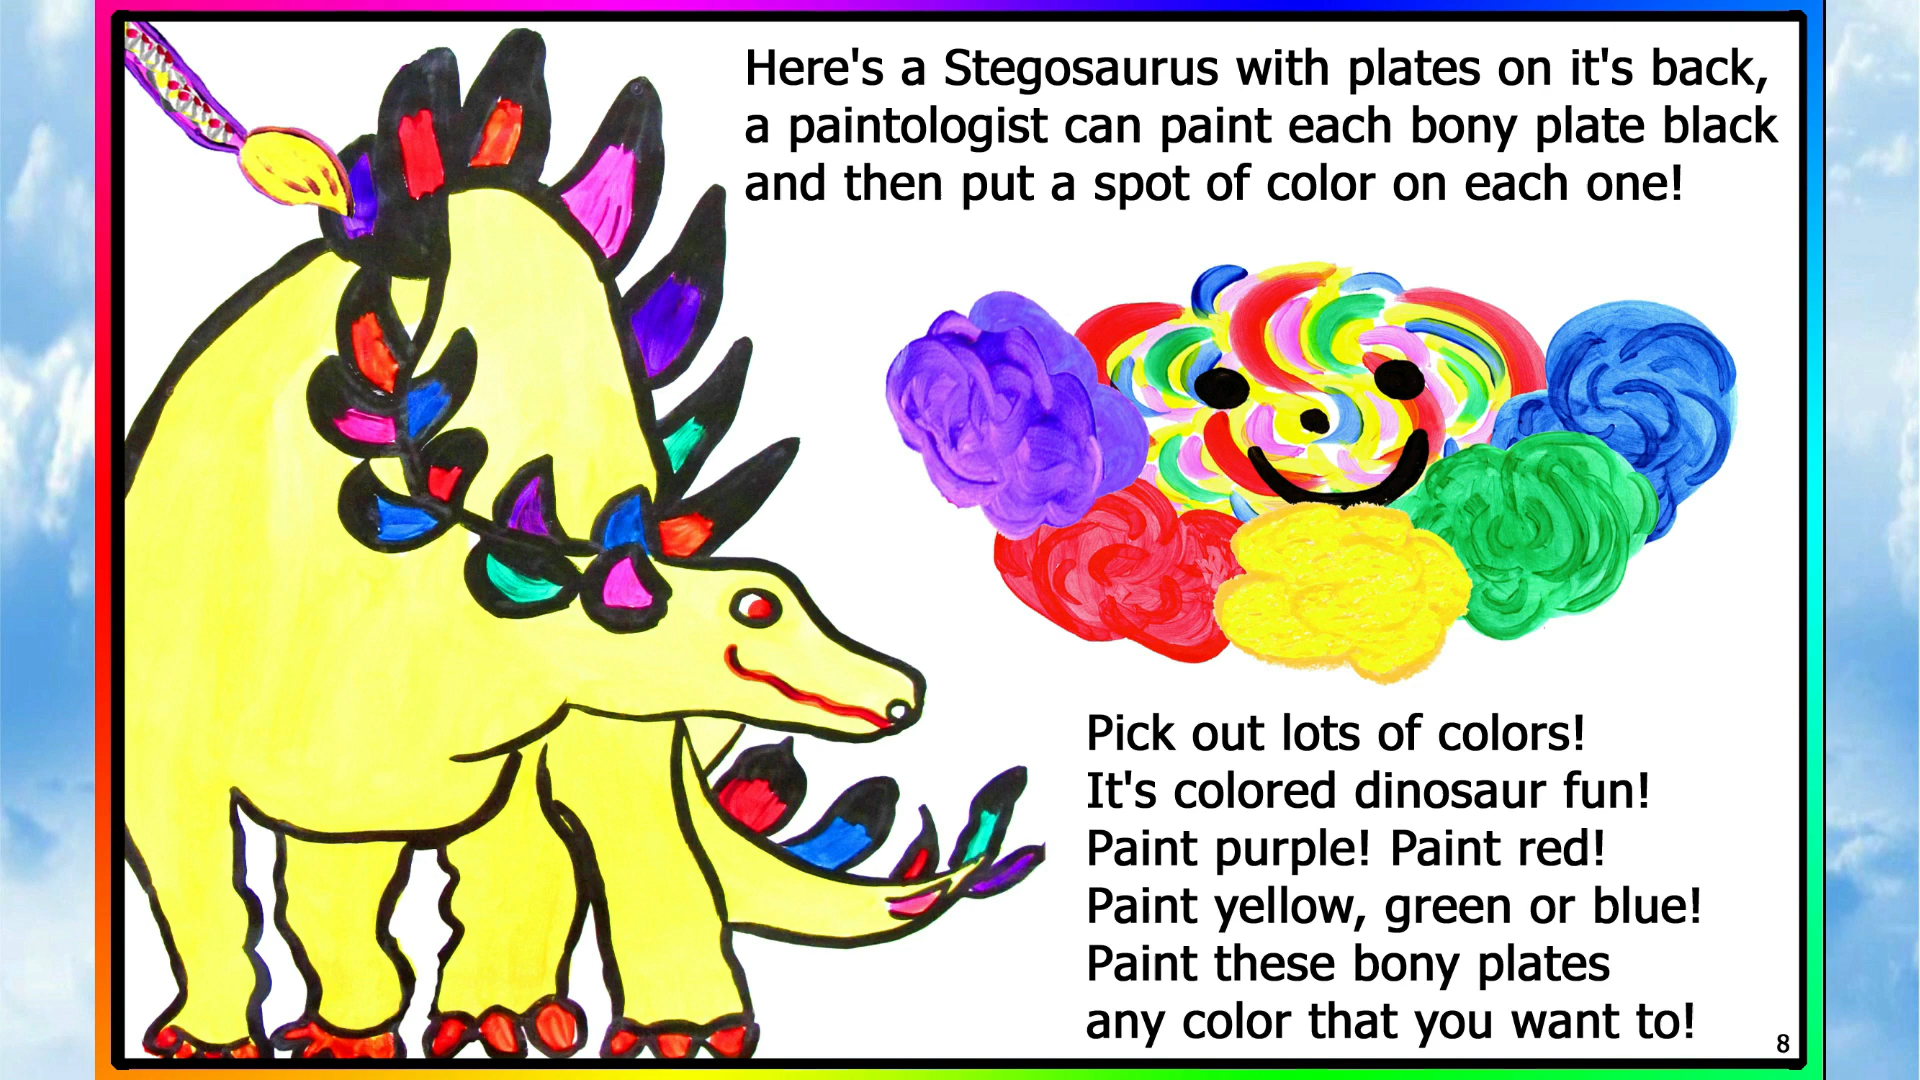 Here's a Stegosaurus with plates on it's back,
a paintologist can paint each bony plate black
and then put a spot of color on each one!
Pick out lots of colors!
It's colored dinosaur fun!
Paint purple! Paint red!
Paint yellow, green or blue!
Paint these bony plates
any color that you want to!
8